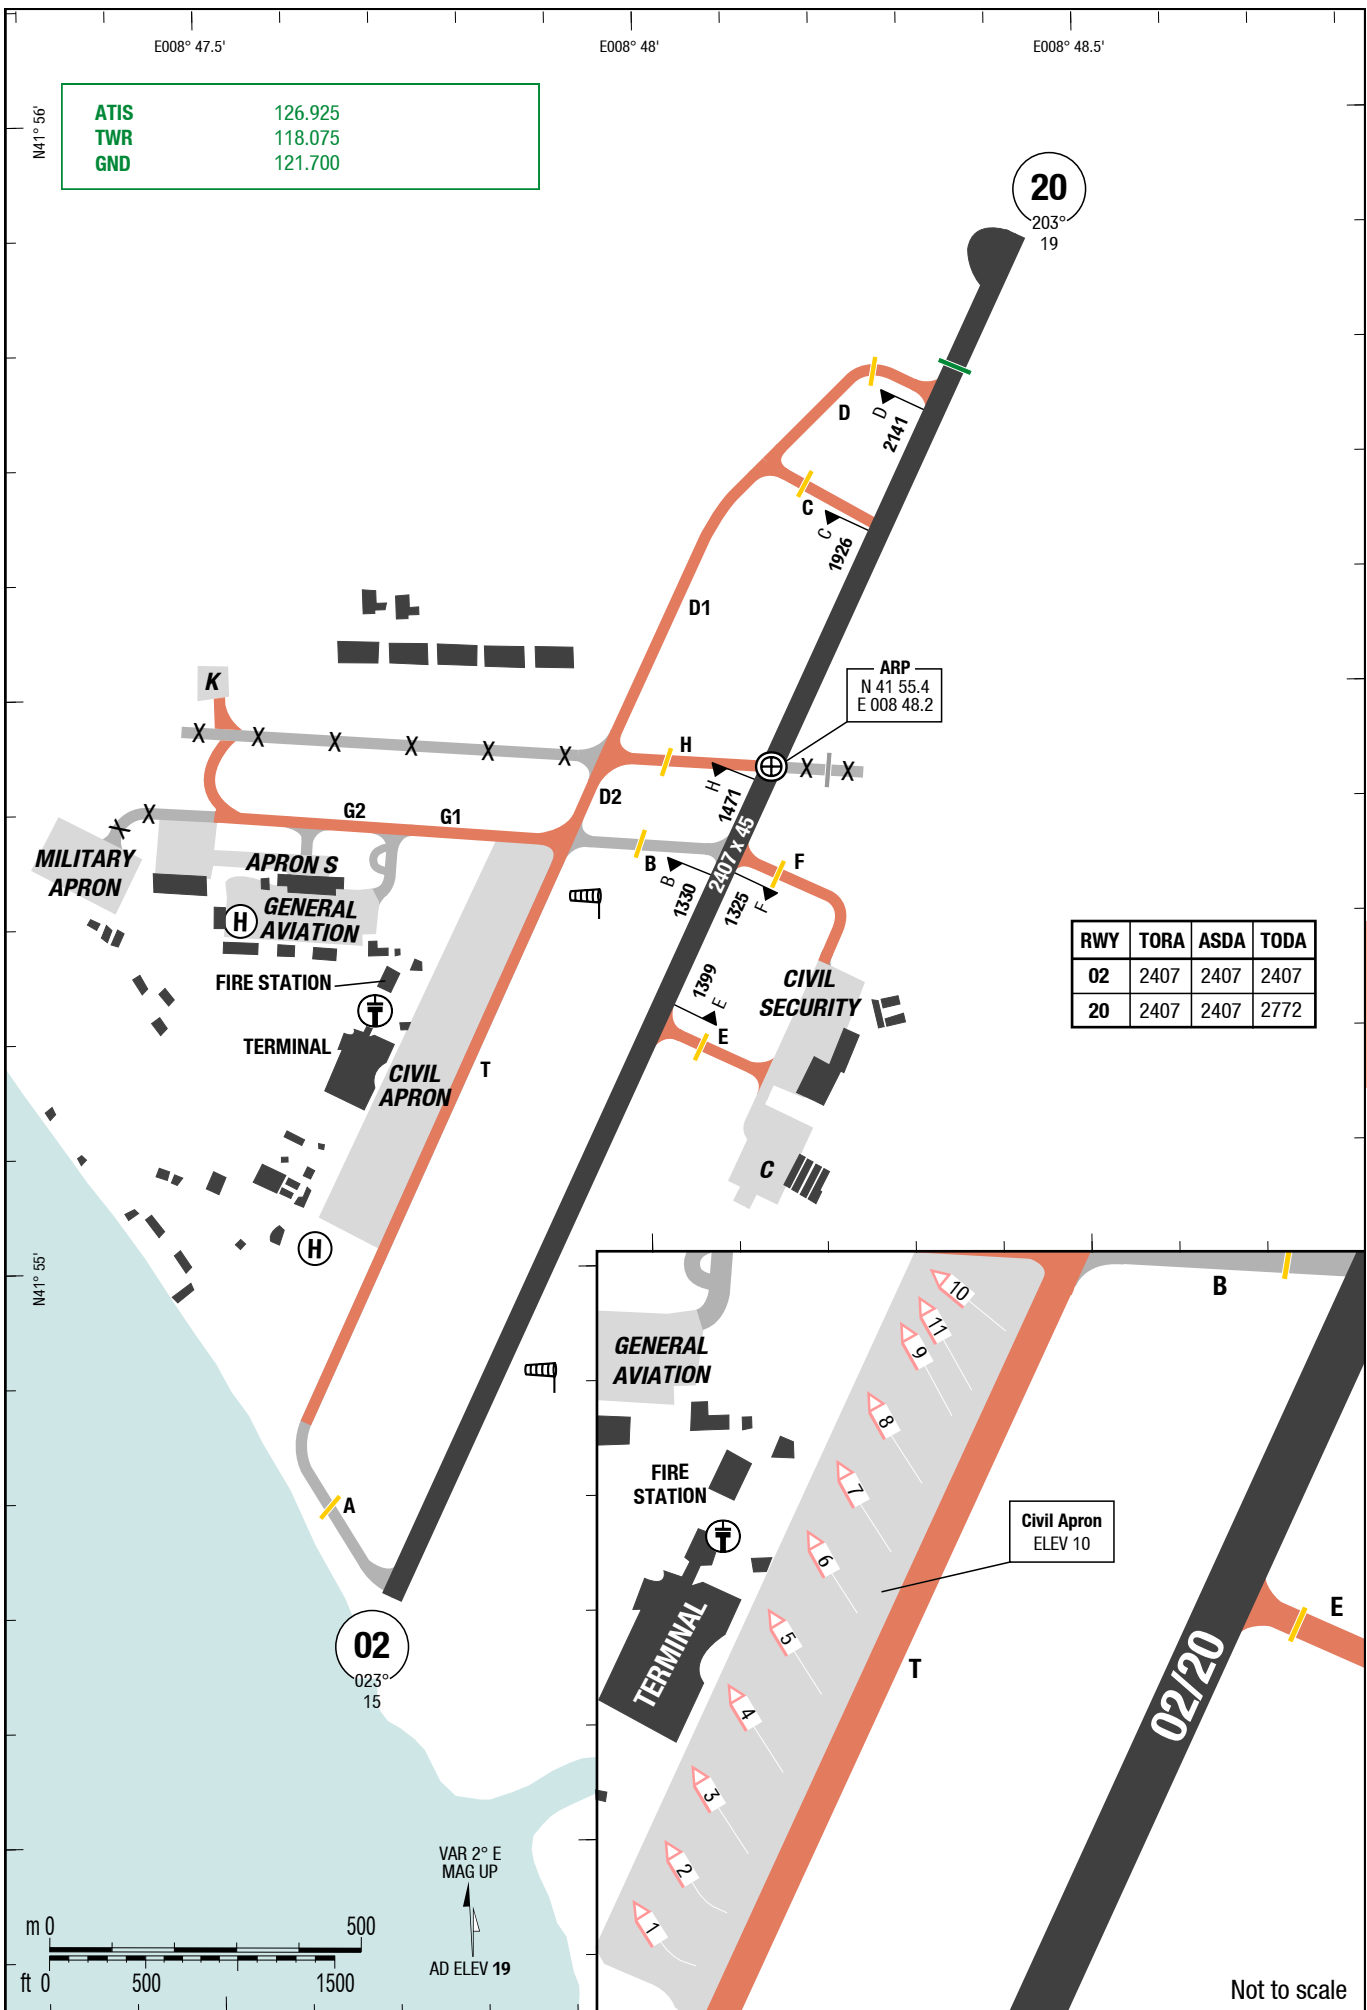 E008° 47.5'
E008° 48'
E008° 48.5'
N41° 56'
ATIS 126.925
TWR 118.075
GND 121.700
20
203°
19
D
D
2141
C
C
1926
D1
ARP
N 41 55.4
E 008 48.2
K
X X X X X X
H
X X
H
1471
D2
G2
G1
2407 x 45
X X
MILITARY
APRON
APRON S
B
B
1330
F
1325
F
H
GENERAL
AVIATION
RWY TORA ASDA TODA
02 2407 2407 2407
20 2407 2407 2772
FIRE STATION
1399
E
CIVIL
SECURITY
TERMINAL
E
T
CIVIL
APRON
C
H
N41° 55'
A
02
023°
15
B
10
11
9
8
7
6
5
4
3
2
1
GENERAL
AVIATION
FIRE
STATION
Civil Apron
ELEV 10
TERMINAL
T
E
02/20
VAR 2° E
MAG UP
AD ELEV 19
m 0 500
ft 0 500 1500
Not to scale